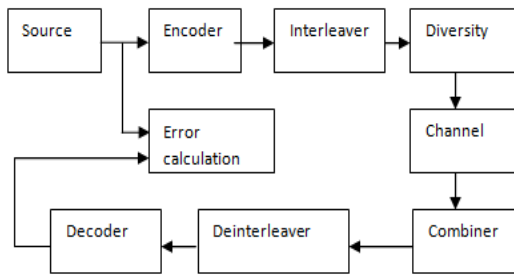 Source
Encoder
Interleaver
Diversity
Error
calculation
Channel
Decoder
Deinterleaver
Combiner